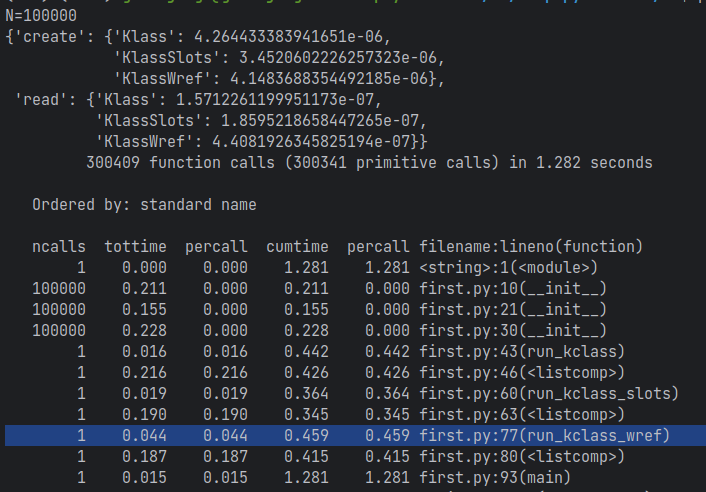 N=100000
{'create': {'Klass': 4.264433383941651e-06,
'KlassSlots': 3.4520602226257323e-06,
'KlassWref': 4.1483688354492185e-06},
'read': {'Klass': 1.5712261199951173e-07,
'KlassSlots': 1.8595218658447265e-07,
'KlassWref': 4.4081926345825194e-07}}
300409 function calls (300341 primitive calls) in 1.282 seconds
Ordered by: standard name
ncalls tottime percall cumtime percall filename:lineno(function)
1 0.000 0.000 1.281 1.281 <string>:1(<module>)
100000 0.211 0.000 0.211 0.000 first.py:10(__init__)
100000 0.155 0.000 0.155 0.000 first.py:21(__init__)
100000 0.228 0.000 0.228 0.000 first.py:30(__init__)
1 0.016 0.016 0.442 0.442 first.py:43(run_kclass)
1 0.216 0.216 0.426 0.426 first.py:46(<listcomp>)
1 0.019 0.019 0.364 0.364 first.py:60(run_kclass_slots)
1 0.190 0.190 0.345 0.345 first.py:63(<listcomp>)
1 0.044 0.044 0.459 0.459 first.py:77(run_kclass_wref)
1 0.187 0.187 0.415 0.415 first.py:80(<listcomp>)
1 0.015 0.015 1.281 1.281 first.py:93(main)